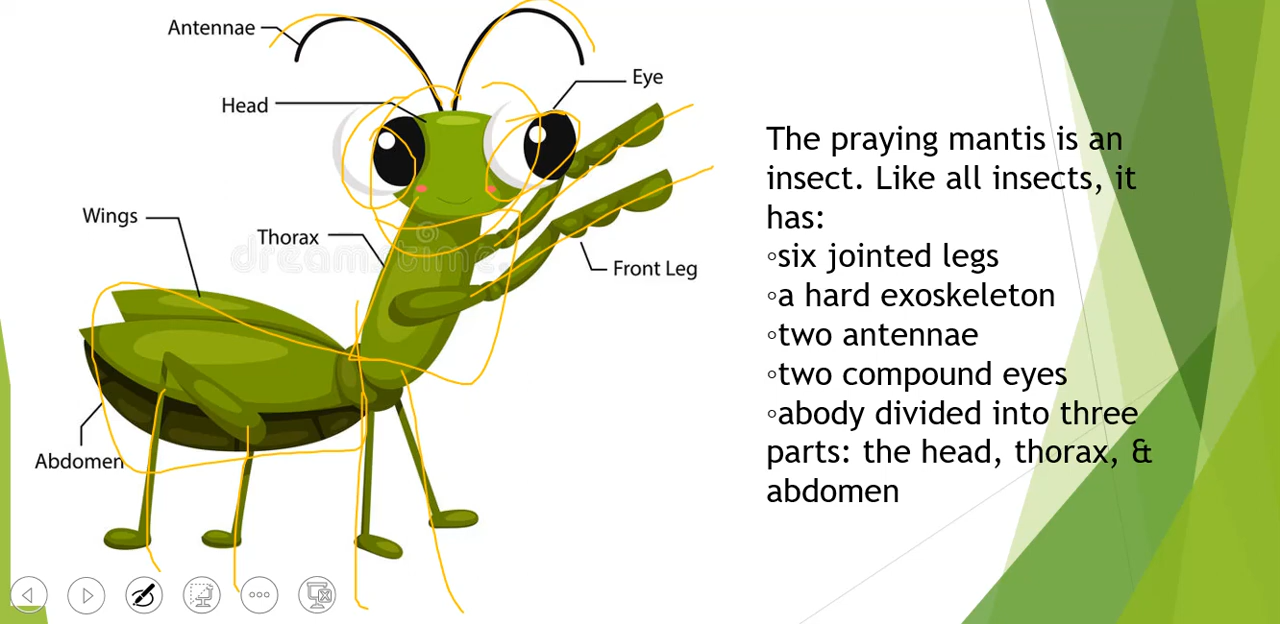 Antennae
Eye
Head
Wings
Thorax
dreamstime.
Front Leg
Abdomen
The praying mantis is an
insect. Like all insects, it
has:
◦six jointed legs
◦a hard exoskeleton
◦two antennae
◦two compound eyes
◦abody divided into three
parts: the head, thorax, &
abdomen